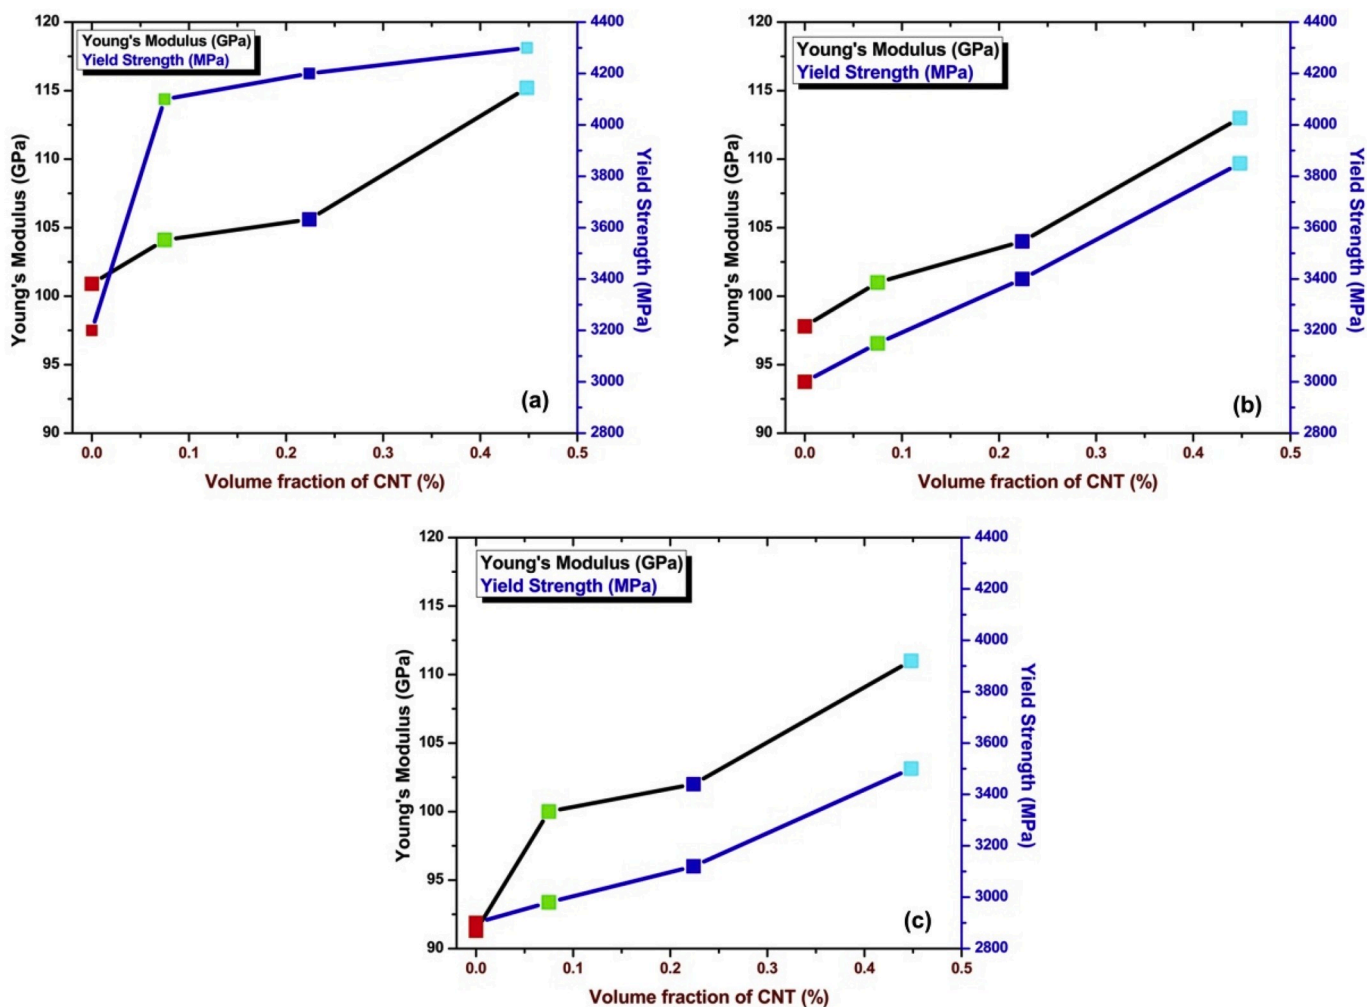 120
115
110
105
100
95
90
Young's Modulus (GPa)
Young's Modulus (GPa)
Yield Strength (MPa)
4400
4200
4000
3800
3600
3400
3200
3000
2800
Yield Strength (MPa)
(a)
0.0 0.1 0.2 0.3 0.4 0.5
Volume fraction of CNT (%)
120
115
110
105
100
95
90
Young's Modulus (GPa)
Young's Modulus (GPa)
Yield Strength (MPa)
4400
4200
4000
3800
3600
3400
3200
3000
2800
Yield Strength (MPa)
(b)
0.0 0.1 0.2 0.3 0.4 0.5
Volume fraction of CNT (%)
120
115
110
105
100
95
90
Young's Modulus (GPa)
Young's Modulus (GPa)
Yield Strength (MPa)
4400
4200
4000
3800
3600
3400
3200
3000
2800
Yield Strength (MPa)
(c)
0.0 0.1 0.2 0.3 0.4 0.5
Volume fraction of CNT (%)